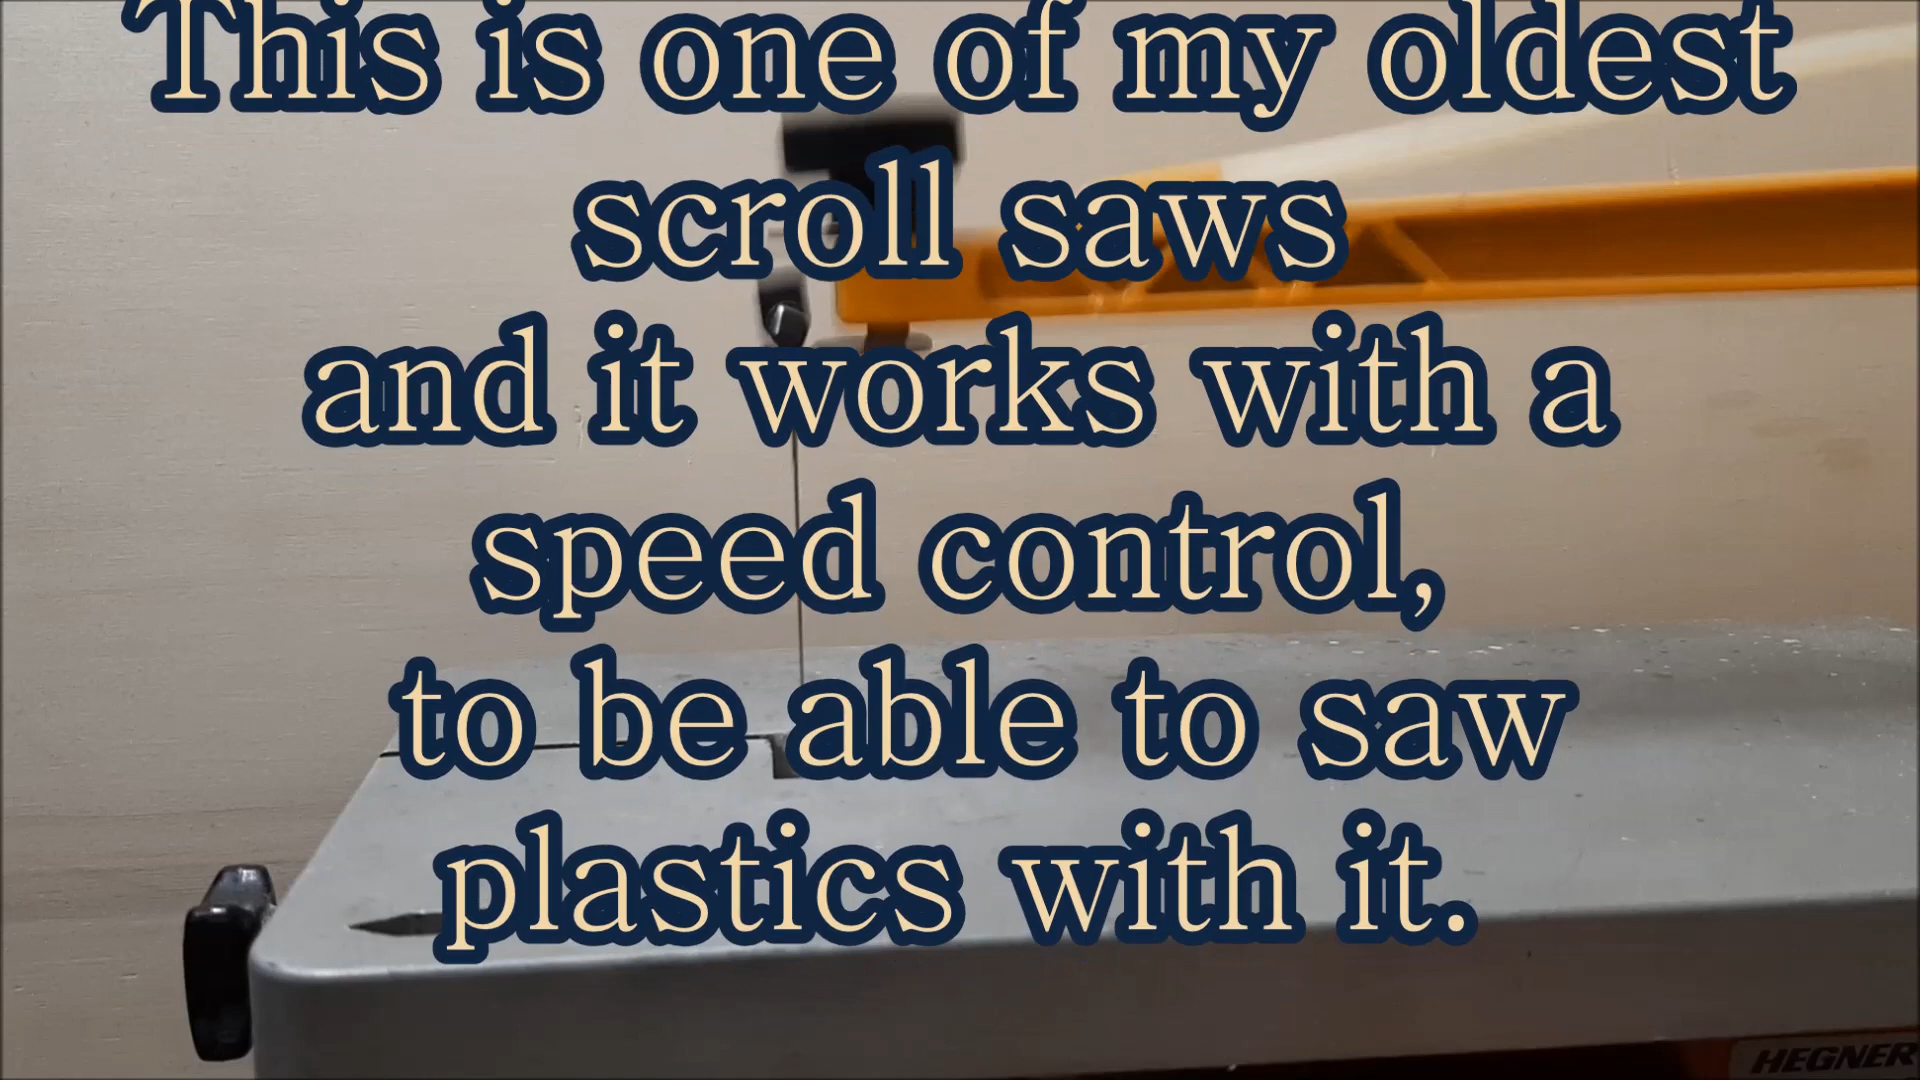 This is one of my oldest
scroll saws
and it works with a
speed control,
to be able to saw
plastics with it.
HEGNER